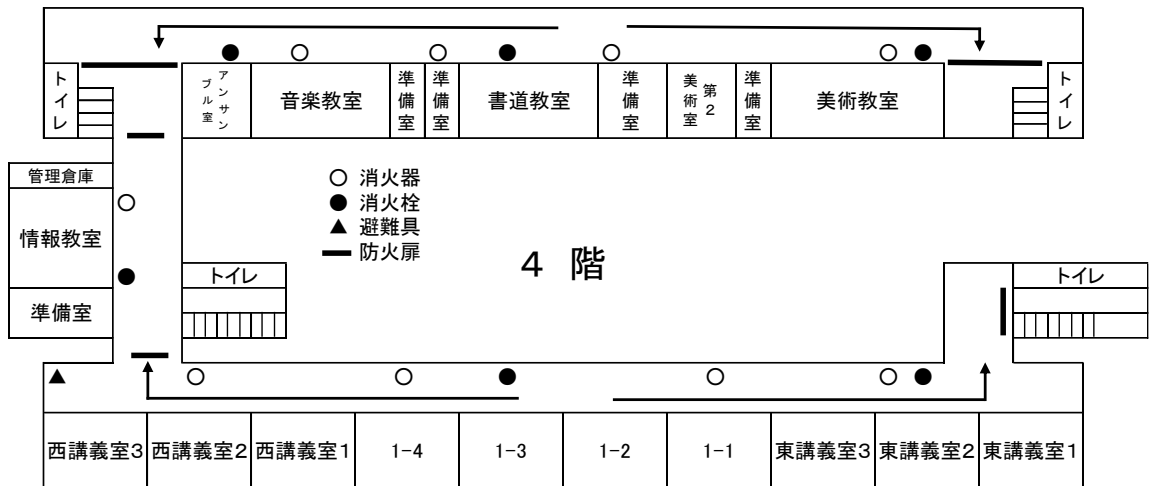 トイレ
アンサンブル室
音楽教室
準備室
準備室
書道教室
準備室
第2美術室
準備室
美術教室
トイレ
管理倉庫
情報教室
準備室
○ 消火器
● 消火栓
▲ 避難具
━ 防火扉
4 階
トイレ
トイレ
西講義室3
西講義室2
西講義室1
1-4
1-3
1-2
1-1
東講義室3
東講義室2
東講義室1